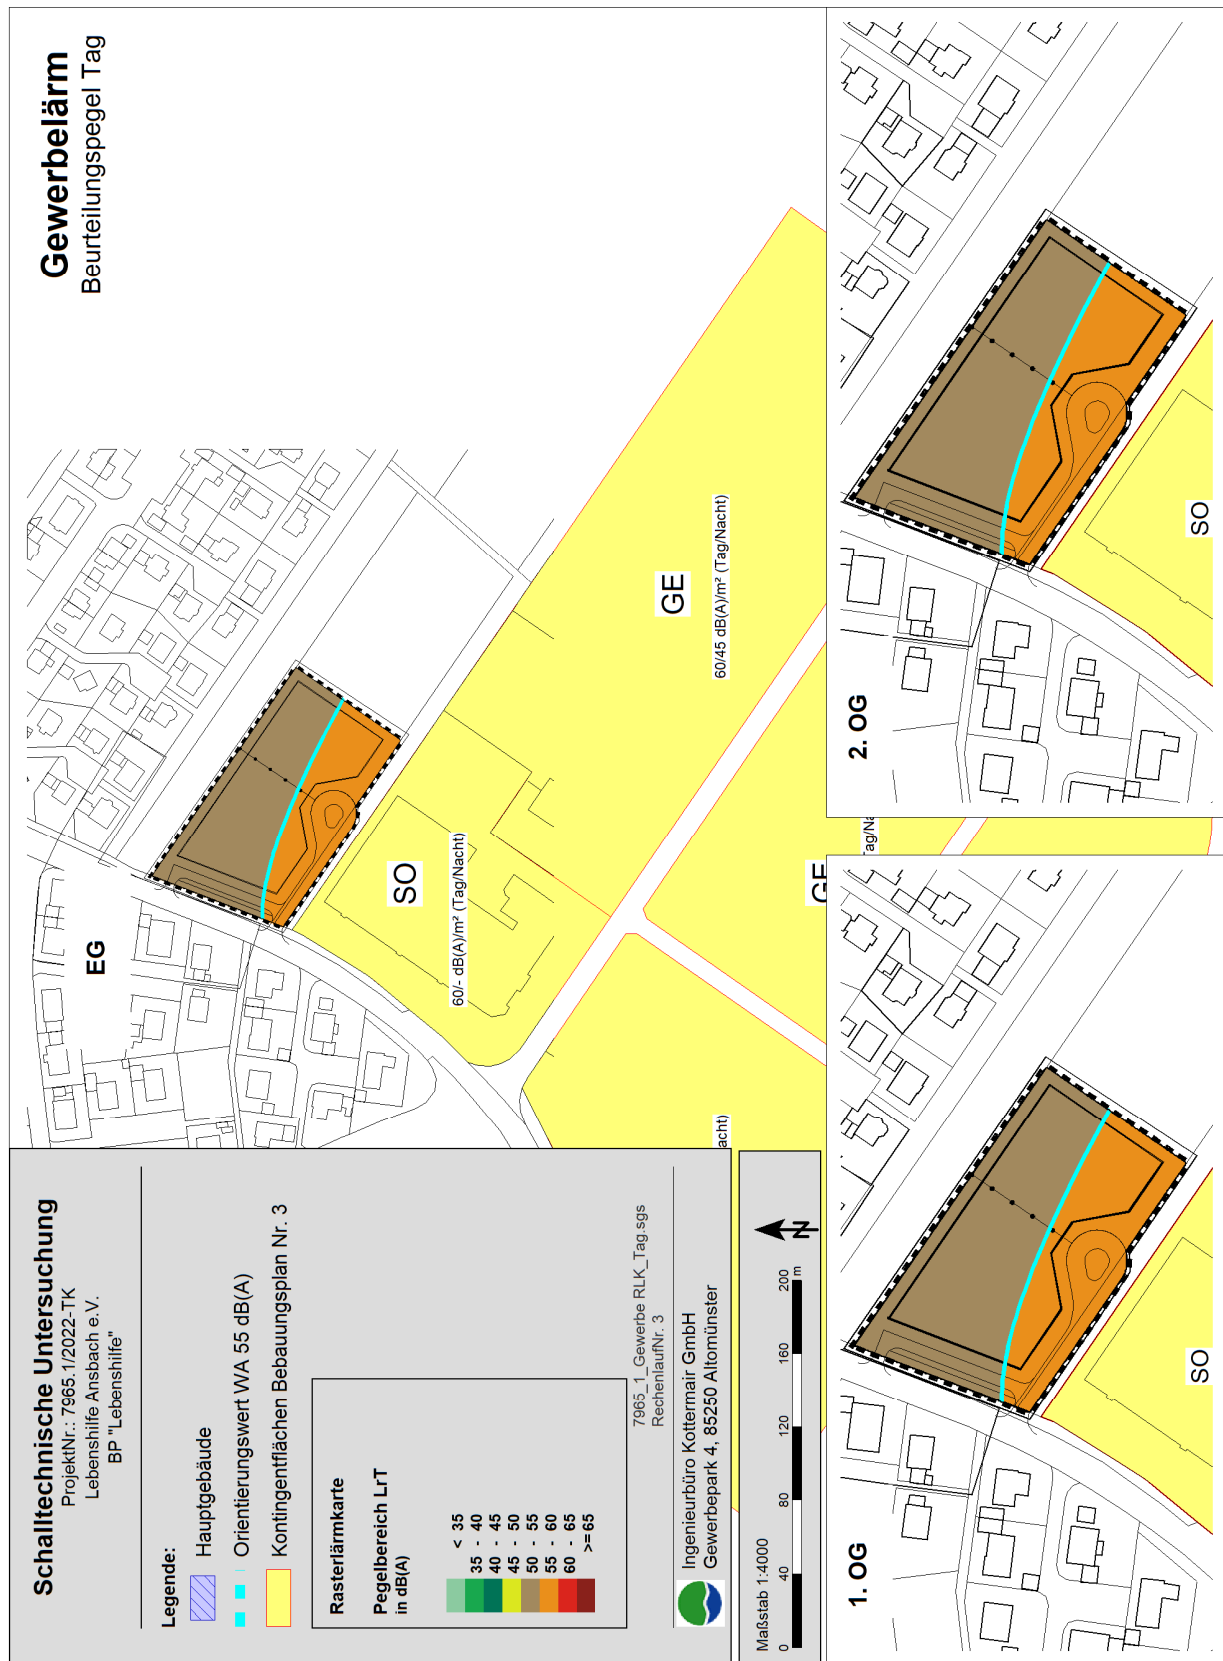 Gewerbelärm
Beurteilungspegel Tag
EG
SO
60/- dB(A)/m² (Tag/Nacht)
GE
60/45 dB(A)/m² (Tag/Nacht)
GE
Tag/Na
acht)
Schalltechnische Untersuchung
ProjektNr.: 7965.1/2022-TK
Lebenshilfe Ansbach e.V.
BP "Lebenshilfe"
Legende:
Hauptgebäude
Orientierungswert WA 55 dB(A)
Kontingentflächen Bebauungsplan Nr. 3
Rasterlärmkarte
Pegelbereich LrT
in dB(A)
< 35
35 - 40
40 - 45
45 - 50
50 - 55
55 - 60
60 - 65
>= 65
7965_1_Gewerbe RLK_Tag.sgs
RechenlaufNr. 3
Ingenieurbüro Kottermair GmbH
Gewerbepark 4, 85250 Altomünster
Maßstab 1:4000
0 40 80 120 160 200 m
N
1. OG
SO
2. OG
SO